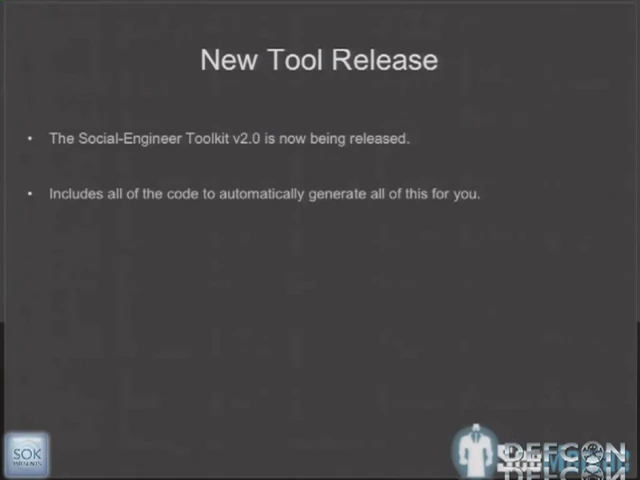 New Tool Release
• The Social-Engineer Toolkit v2.0 is now being released.
• Includes all of the code to automatically generate all of this for you.
SOK
DEFCON